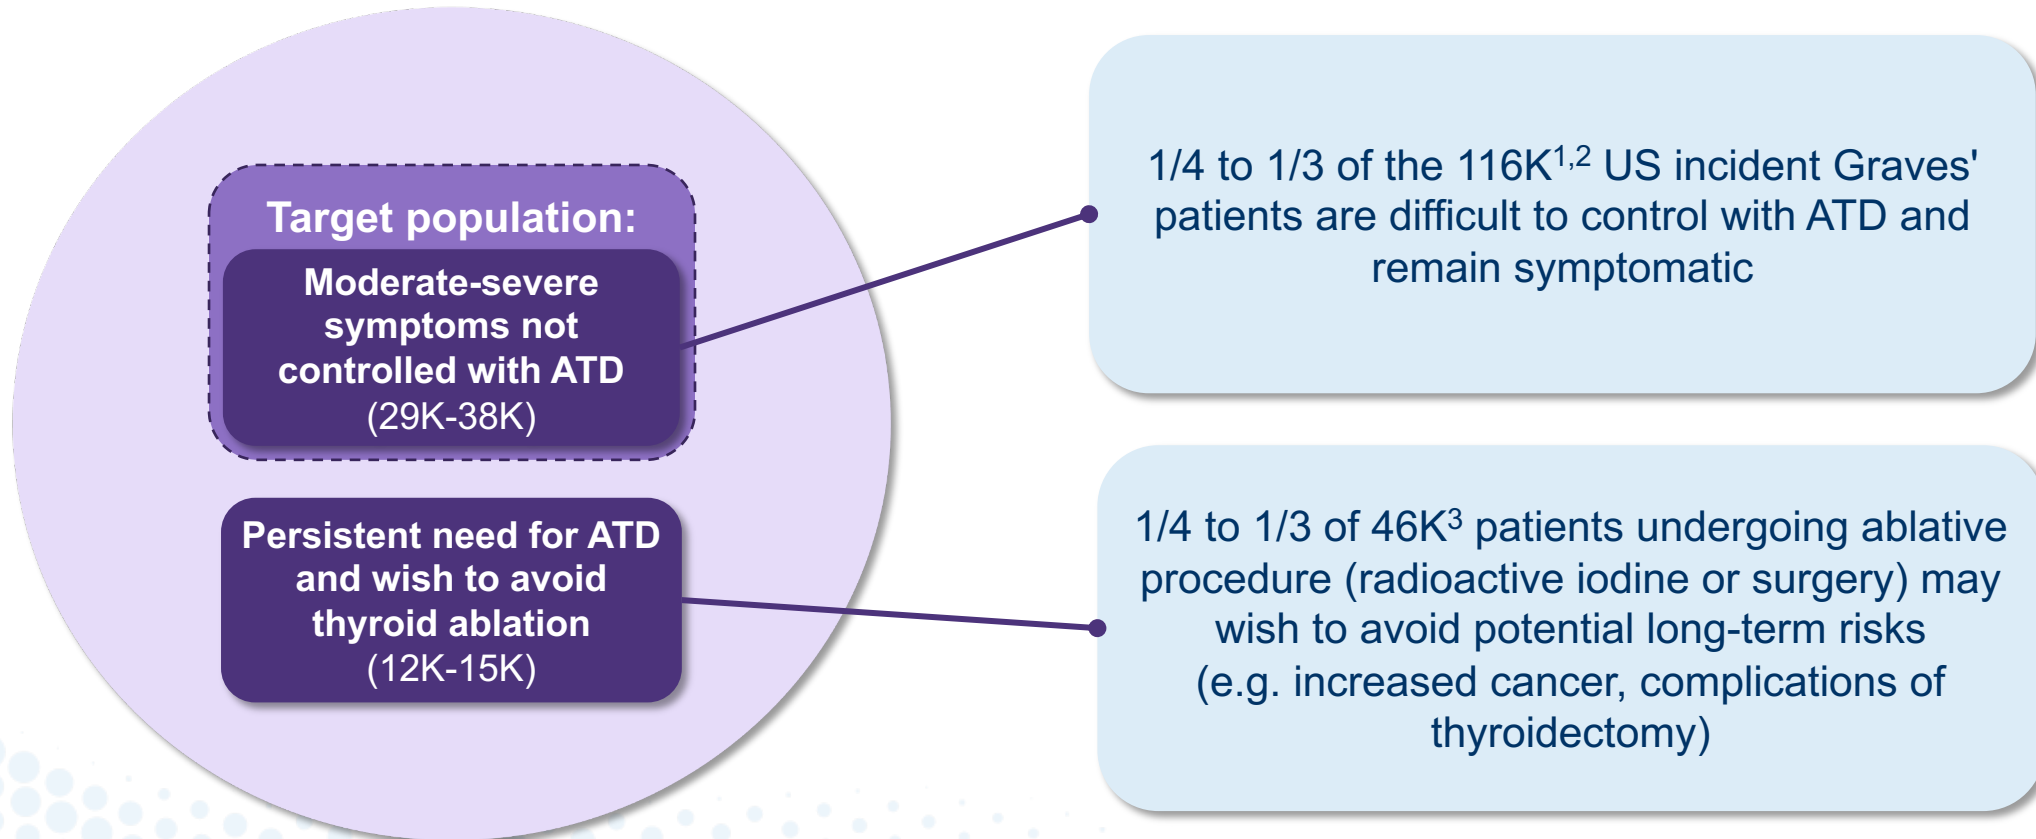 Target population:
Moderate-severe
symptoms not
controlled with ATD
(29K-38K)
Persistent need for ATD
and wish to avoid
thyroid ablation
(12K-15K)
1/4 to 1/3 of the 116K1,2 US incident Graves'
patients are difficult to control with ATD and
remain symptomatic
1/4 to 1/3 of 46K3 patients undergoing ablative
procedure (radioactive iodine or surgery) may
wish to avoid potential long-term risks
(e.g. increased cancer, complications of
thyroidectomy)